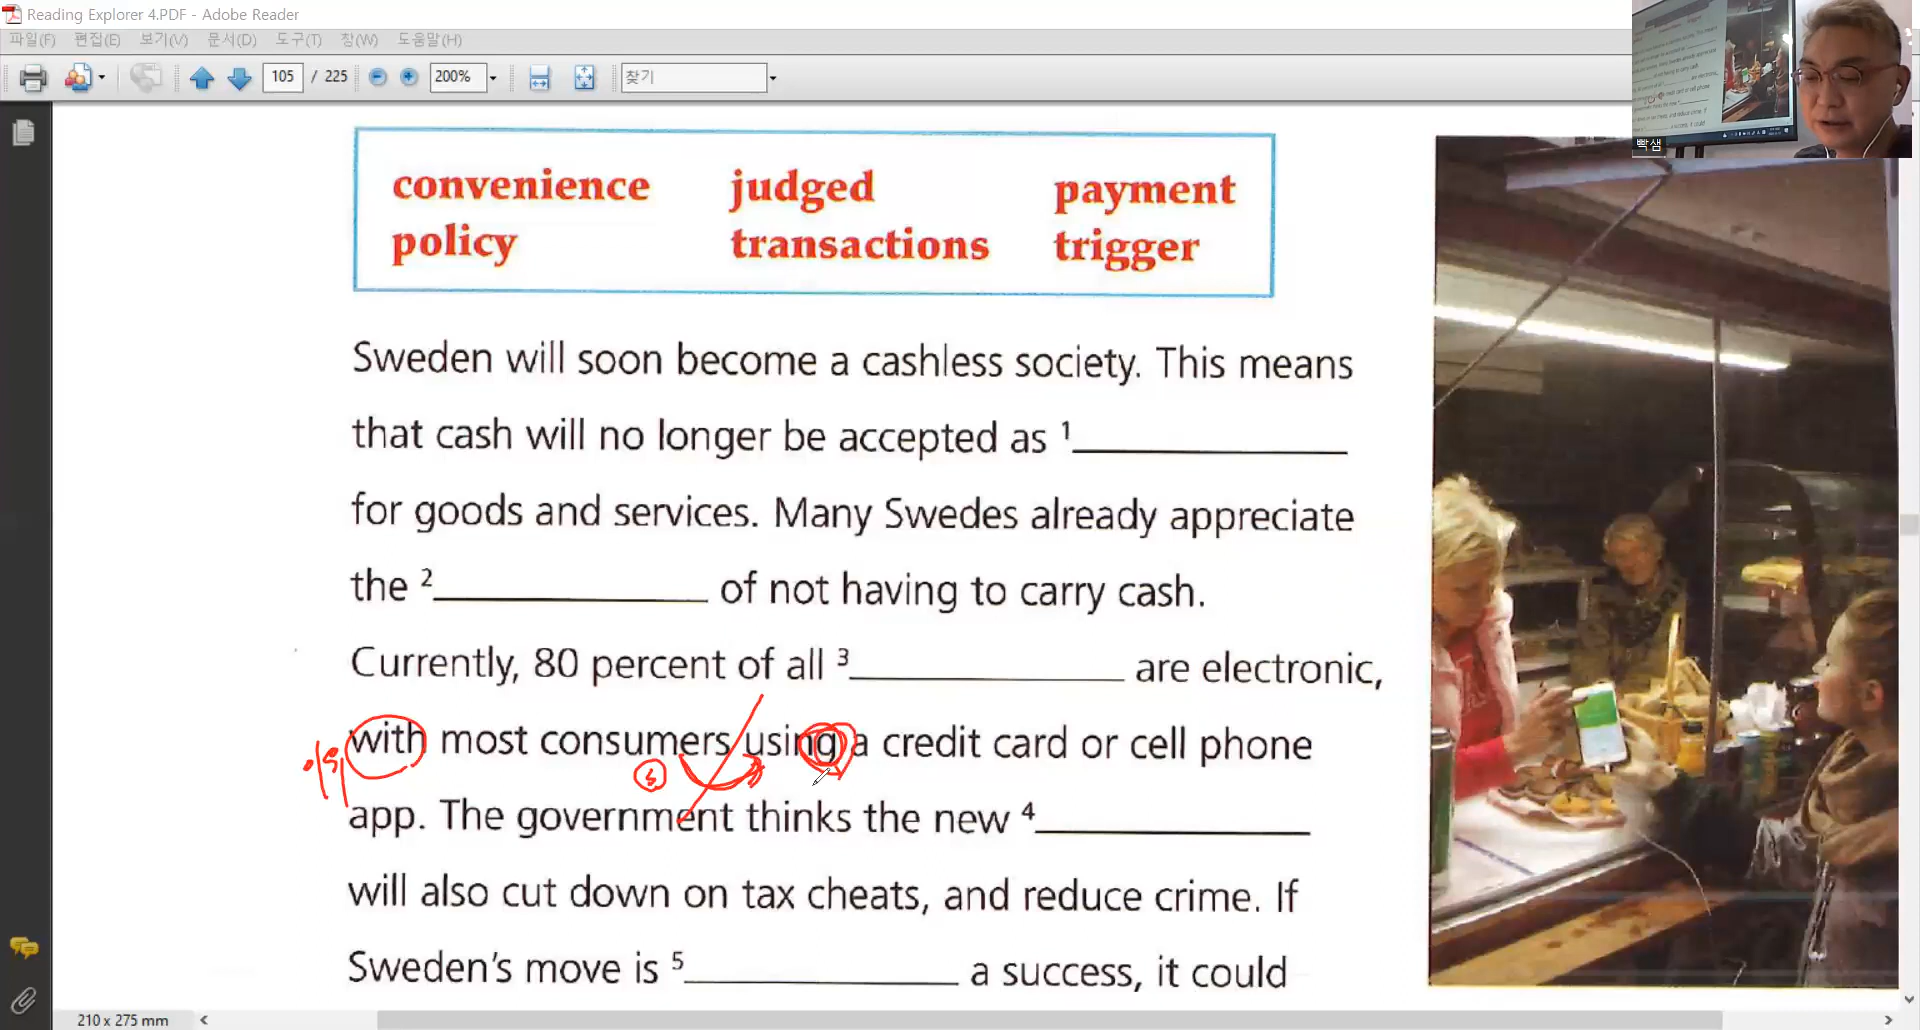 Reading Explorer 4.PDF - Adobe Reader
파일(F) 편집(E) 보기(V) 문서(D) 도구(T) 창(W) 도움말(H)
105 / 225 200% 찾기
빡샘
convenience judged payment
policy transactions trigger
Sweden will soon become a cashless society. This means
that cash will no longer be accepted as 1
for goods and services. Many Swedes already appreciate
the 2 of not having to carry cash.
Currently, 80 percent of all 3 are electronic,
with most consumers using a credit card or cell phone
app. The government thinks the new 4
will also cut down on tax cheats, and reduce crime. If
Sweden's move is 5 a success, it could
210 x 275 mm